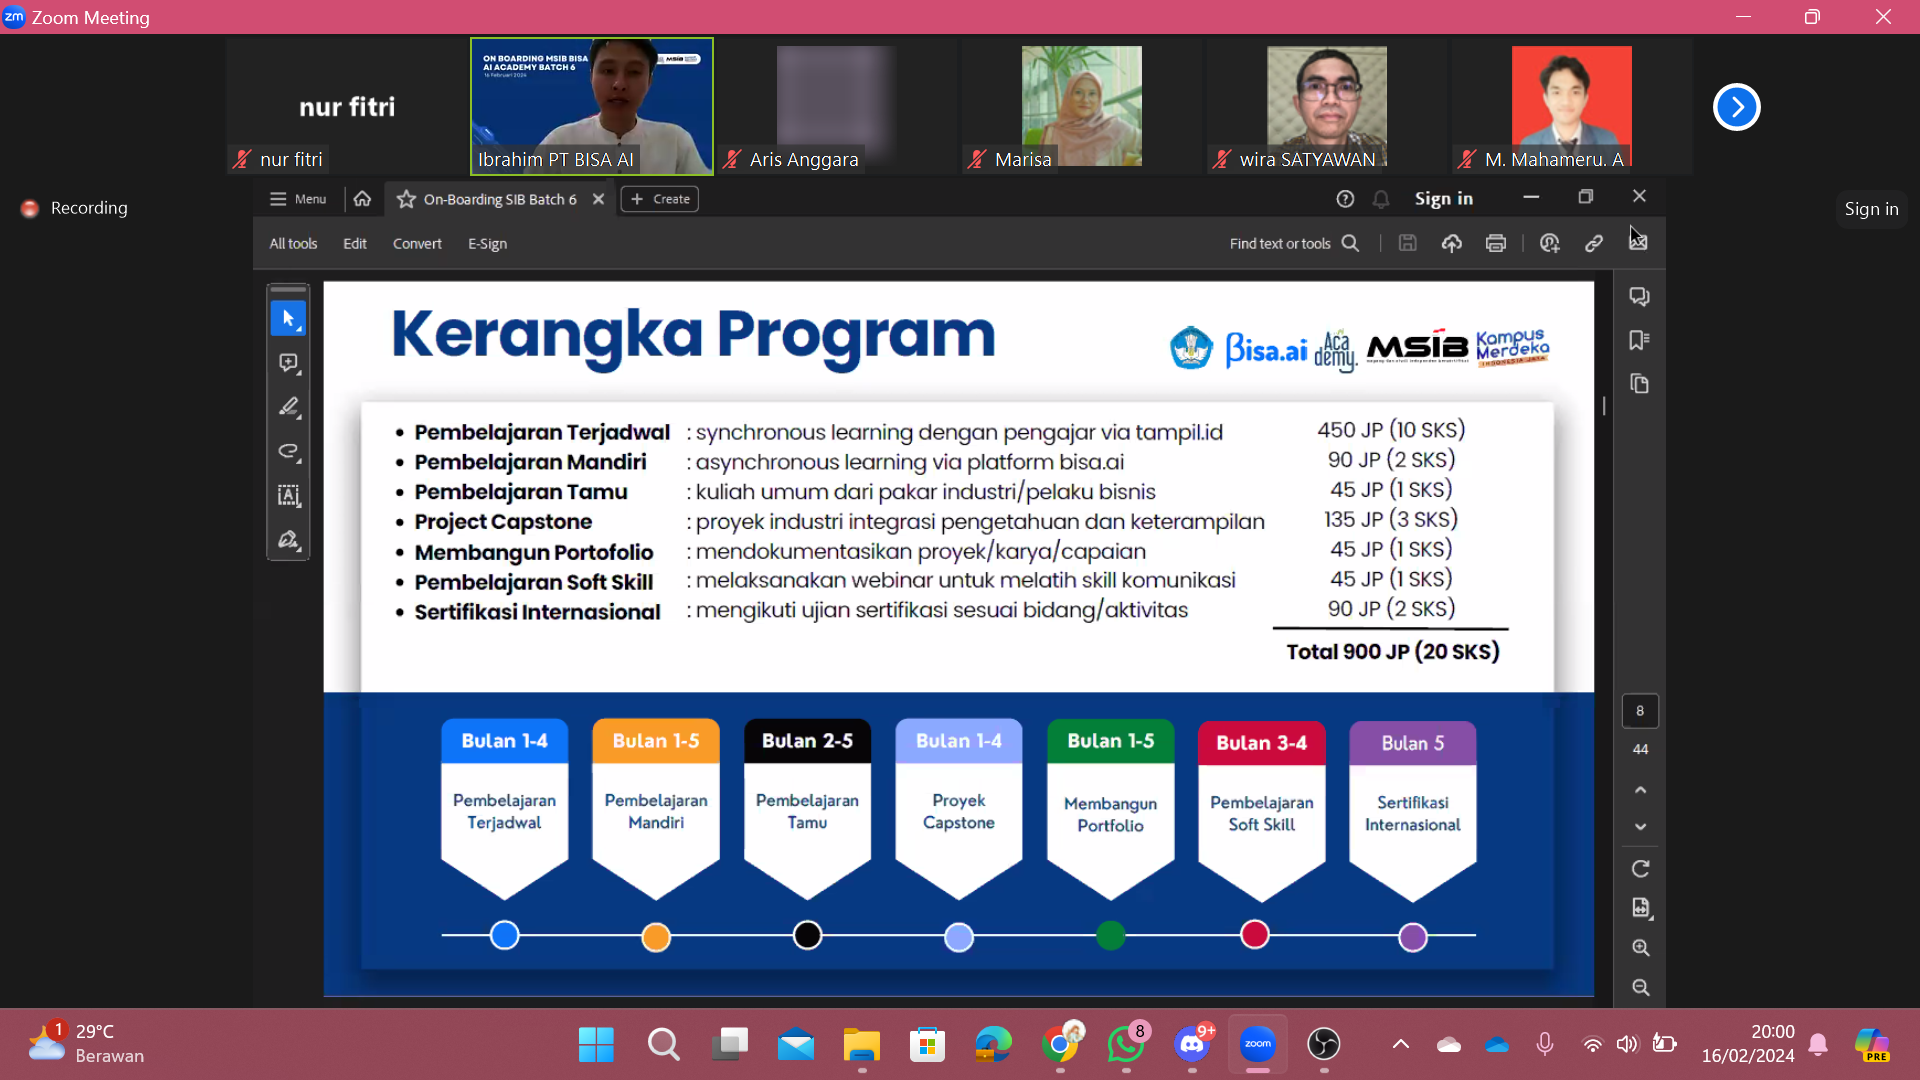 zm Zoom Meeting
nur fitri
nur fitri
ON BOARDING MSIB BISA
AI ACADEMY BATCH 6
16 Februari 2024
MSIB
Ibrahim PT BISA AI
Aris Anggara
Marisa
wira SATYAWAN
M. Mahameru. A
Recording
Sign in
Menu
On-Boarding SIB Batch 6
Create
Sign in
All tools
Edit
Convert
E-Sign
Find text or tools
Kerangka Program
Bisa.ai
Aca
demy.
MSIB
Kampus
Merdeka
INDONESIA JAYA
• Pembelajaran Terjadwal : synchronous learning dengan pengajar via tampil.id 450 JP (10 SKS)
• Pembelajaran Mandiri : asynchronous learning via platform bisa.ai 90 JP (2 SKS)
• Pembelajaran Tamu : kuliah umum dari pakar industri/pelaku bisnis 45 JP (1 SKS)
• Project Capstone : proyek industri integrasi pengetahuan dan keterampilan 135 JP (3 SKS)
• Membangun Portofolio : mendokumentasikan proyek/karya/capaian 45 JP (1 SKS)
• Pembelajaran Soft Skill : melaksanakan webinar untuk melatih skill komunikasi 45 JP (1 SKS)
• Sertifikasi Internasional : mengikuti ujian sertifikasi sesuai bidang/aktivitas 90 JP (2 SKS)
Total 900 JP (20 SKS)
Bulan 1-4
Pembelajaran
Terjadwal
Bulan 1-5
Pembelajaran
Mandiri
Bulan 2-5
Pembelajaran
Tamu
Bulan 1-4
Proyek
Capstone
Bulan 1-5
Membangun
Portfolio
Bulan 3-4
Pembelajaran
Soft Skill
Bulan 5
Sertifikasi
Internasional
8
44
1
29°C
Berawan
8
9+
zoom
20:00
16/02/2024
PRE